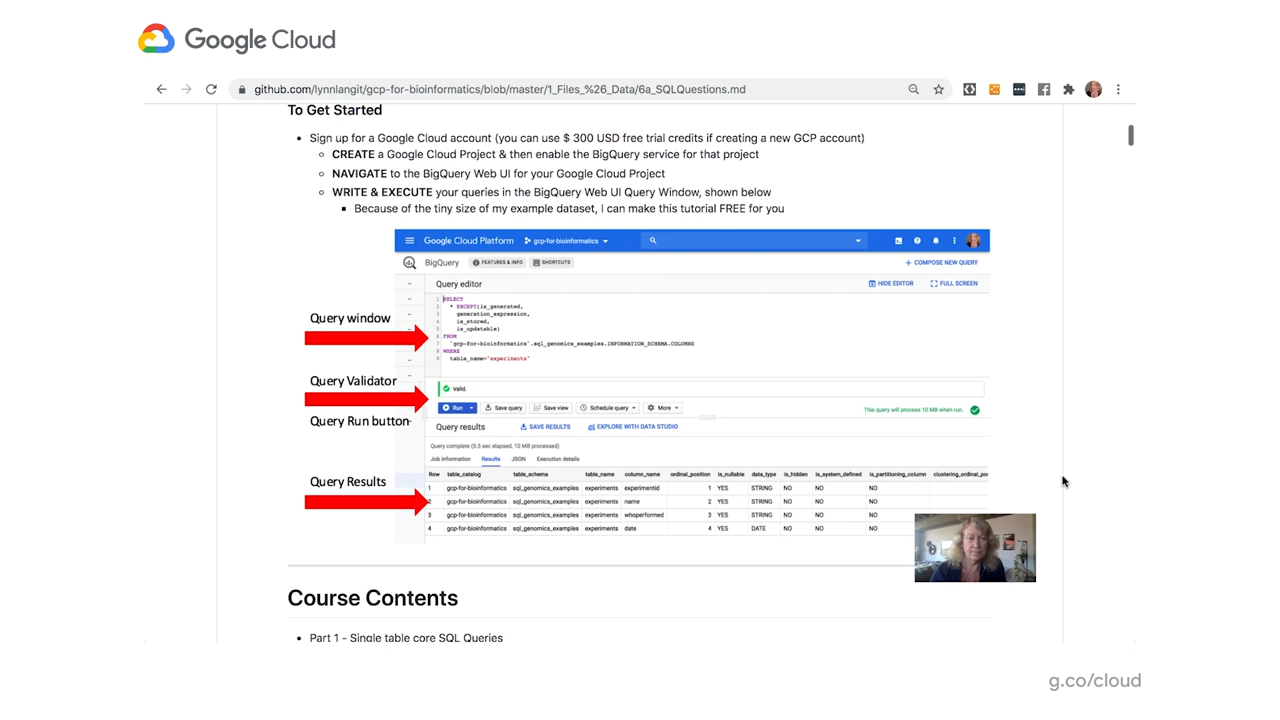 Google Cloud
github.com/lynnlangit/gcp-for-bioinformatics/blob/master/1_Files_%26_Data/6a_SQLQuestions.md
To Get Started
Sign up for a Google Cloud account (you can use $ 300 USD free trial credits if creating a new GCP account)
CREATE a Google Cloud Project & then enable the BigQuery service for that project
NAVIGATE to the BigQuery Web UI for your Google Cloud Project
WRITE & EXECUTE your queries in the BigQuery Web UI Query Window, shown below
Because of the tiny size of my example dataset, I can make this tutorial FREE for you
Google Cloud Platform gcp-for-bioinformatics
BigQuery FEATURES & INFO SHORTCUTS + COMPOSE NEW QUERY
Query editor HIDE EDITOR FULL SCREEN
1 SELECT
2 * EXCEPT(is_generated,
3 generation_expression,
4 is_stored,
5 is_updatable)
6 FROM
7 `gcp-for-bioinformatics`.sql_genomics_examples.INFORMATION_SCHEMA.COLUMNS
8 WHERE
9 table_name="experiments"
Query window
Query Validator
Valid.
Run Save query Save view Schedule query More This query will process 10 MB when run.
Query Run button
Query results SAVE RESULTS EXPLORE WITH DATA STUDIO
Query complete (0.5 sec elapsed, 10 MB processed)
Job information Results JSON Execution details
Row table_catalog table_schema table_name column_name ordinal_position is_nullable data_type is_hidden is_system_defined is_partitioning_column clustering_ordinal_po
Query Results
1 gcp-for-bioinformatics sql_genomics_examples experiments experimentid 1 YES STRING NO NO NO
2 gcp-for-bioinformatics sql_genomics_examples experiments name 2 YES STRING NO NO NO
3 gcp-for-bioinformatics sql_genomics_examples experiments whoperformed 3 YES STRING NO NO NO
4 gcp-for-bioinformatics sql_genomics_examples experiments date 4 YES DATE NO NO NO
Course Contents
Part 1 - Single table core SQL Queries
g.co/cloud